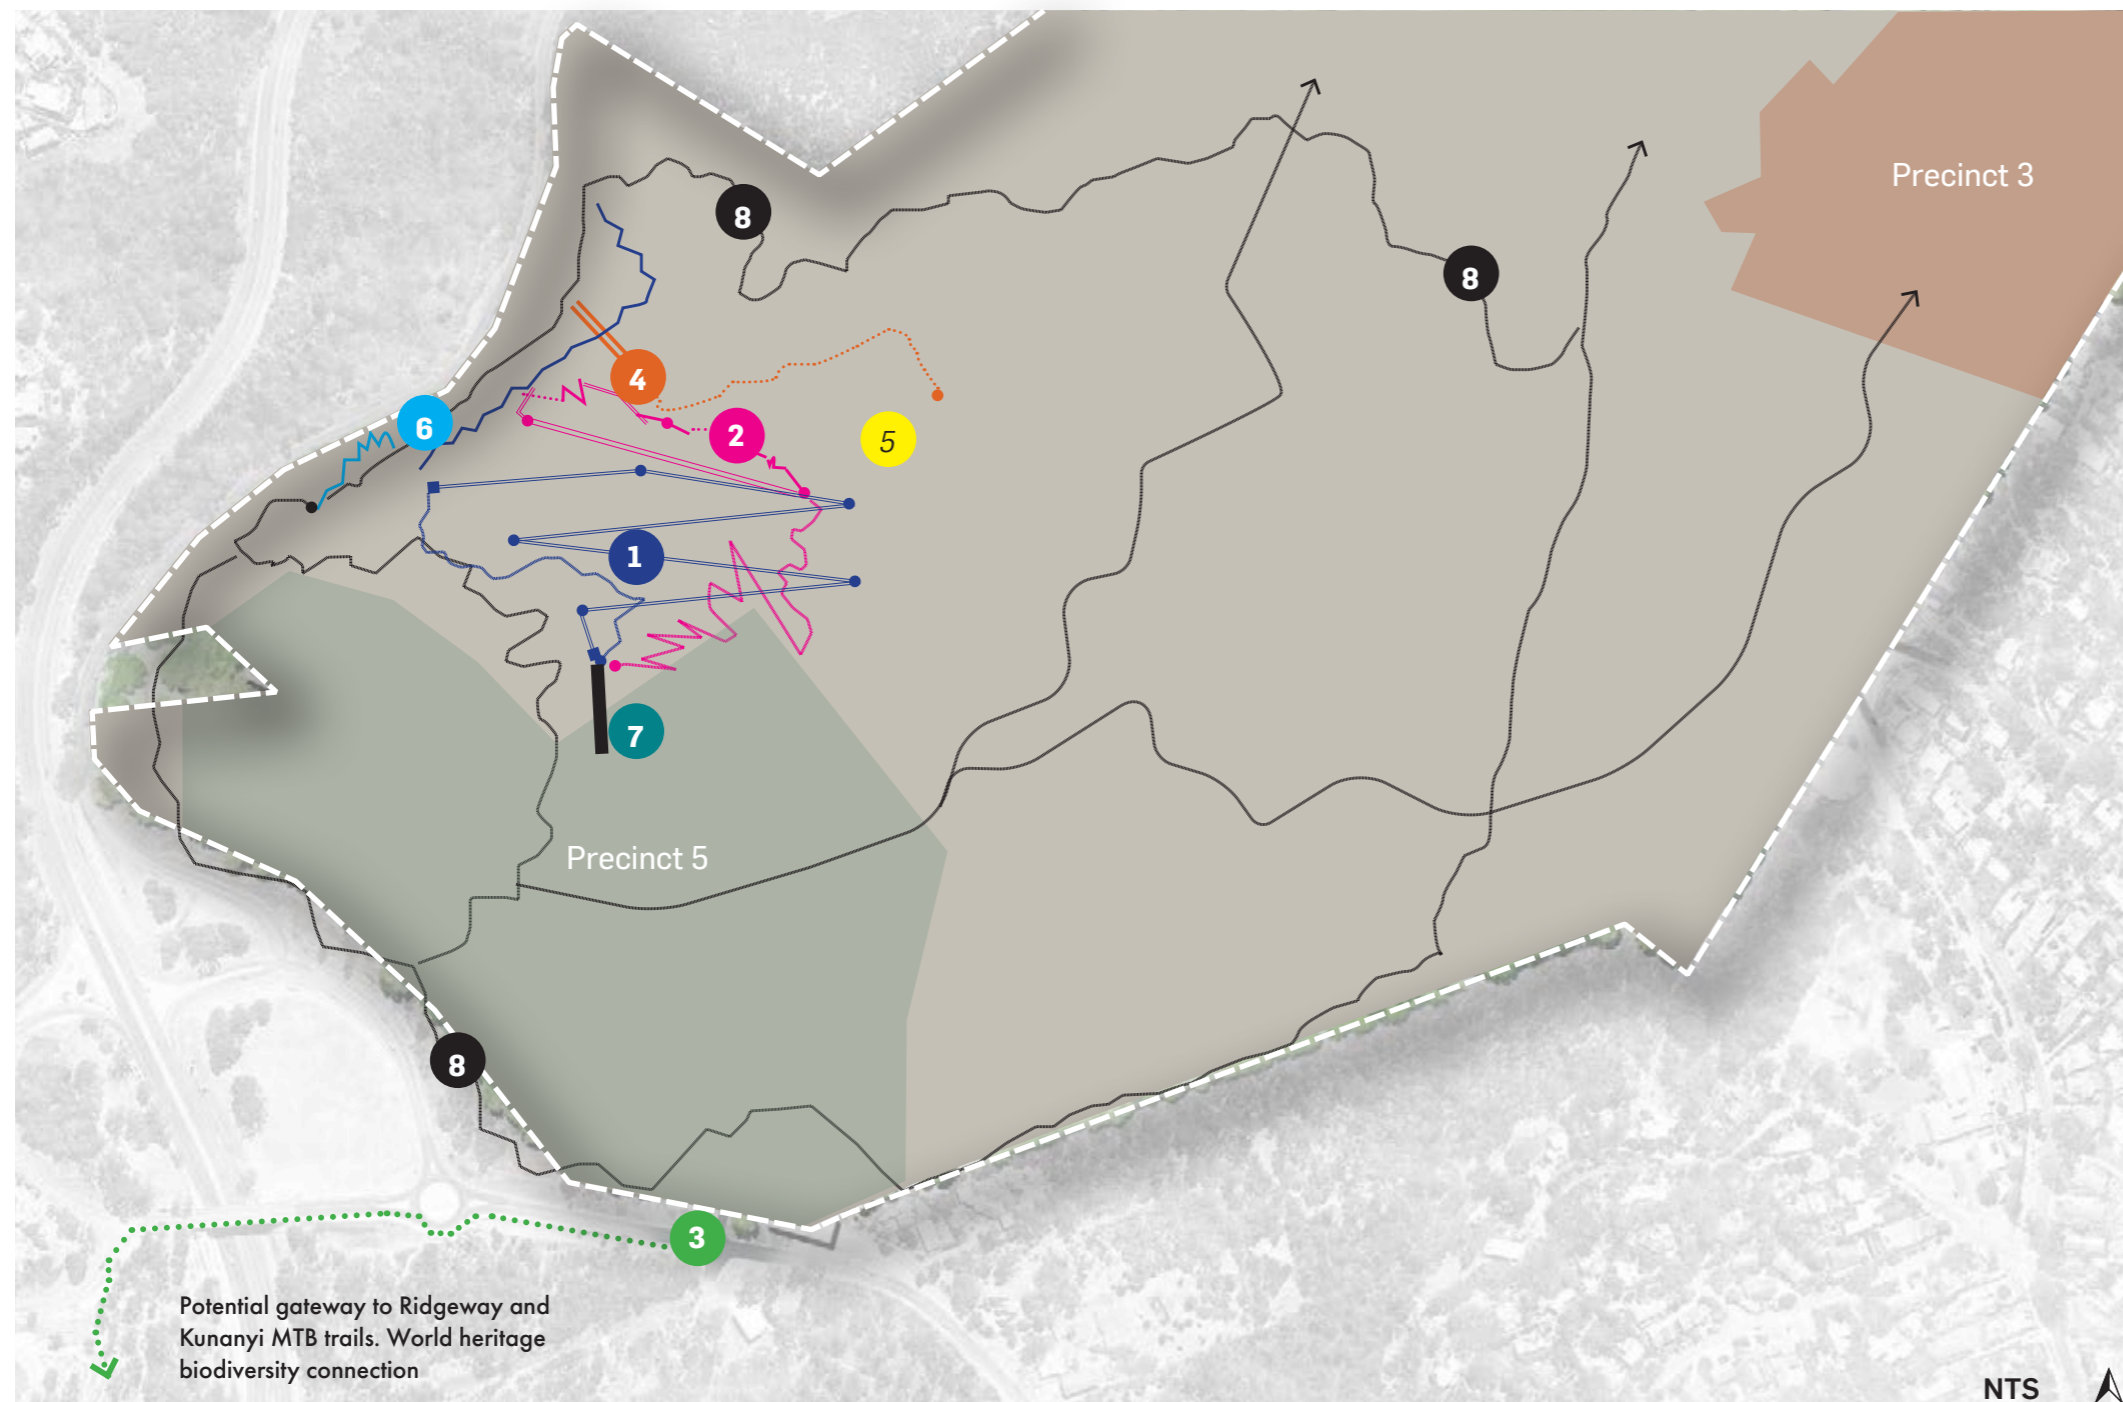 Precinct 3
8
8
4
6
2
5
1
7
Precinct 5
8
3
Potential gateway to Ridgeway and
Kunanyi MTB trails. World heritage
biodiversity connection
NTS